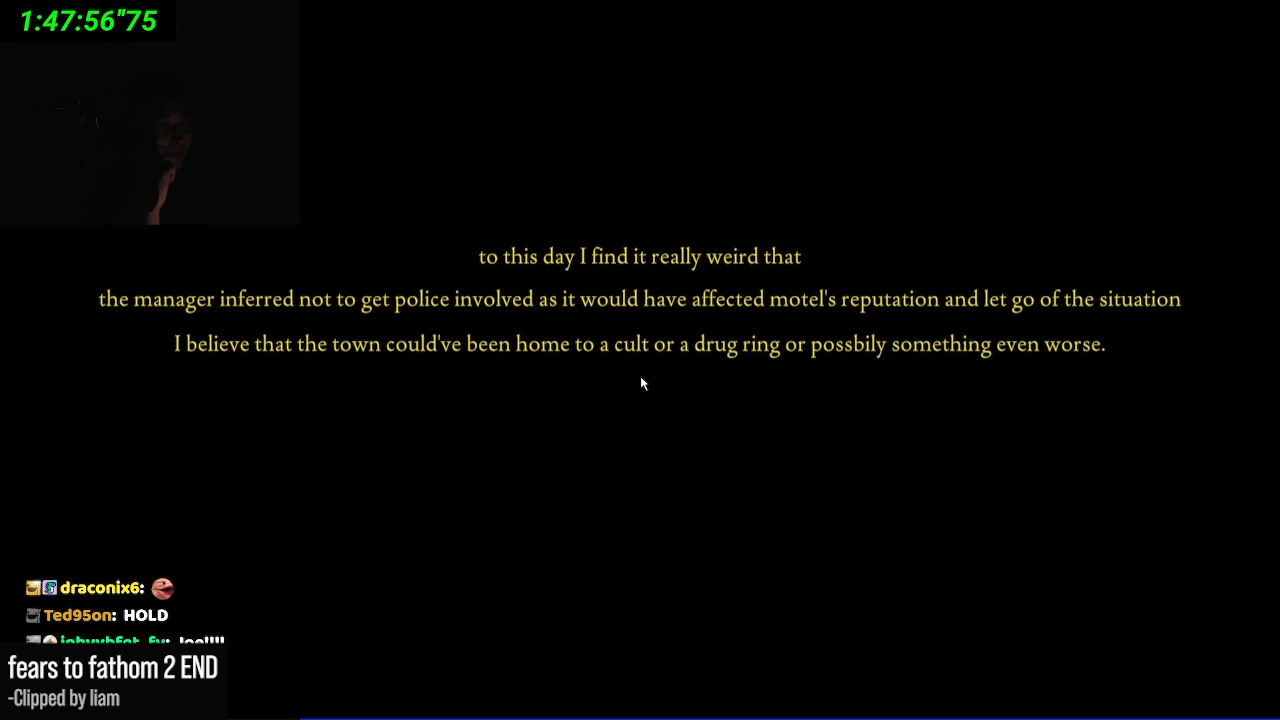 1:47:56"75
to this day I find it really weird that
the manager inferred not to get police involved as it would have affected motel's reputation and let go of the situation
I believe that the town could've been home to a cult or a drug ring or possbily something even worse.
draconix6:
Ted95on: HOLD
fears to fathom 2 END
-Clipped by liam